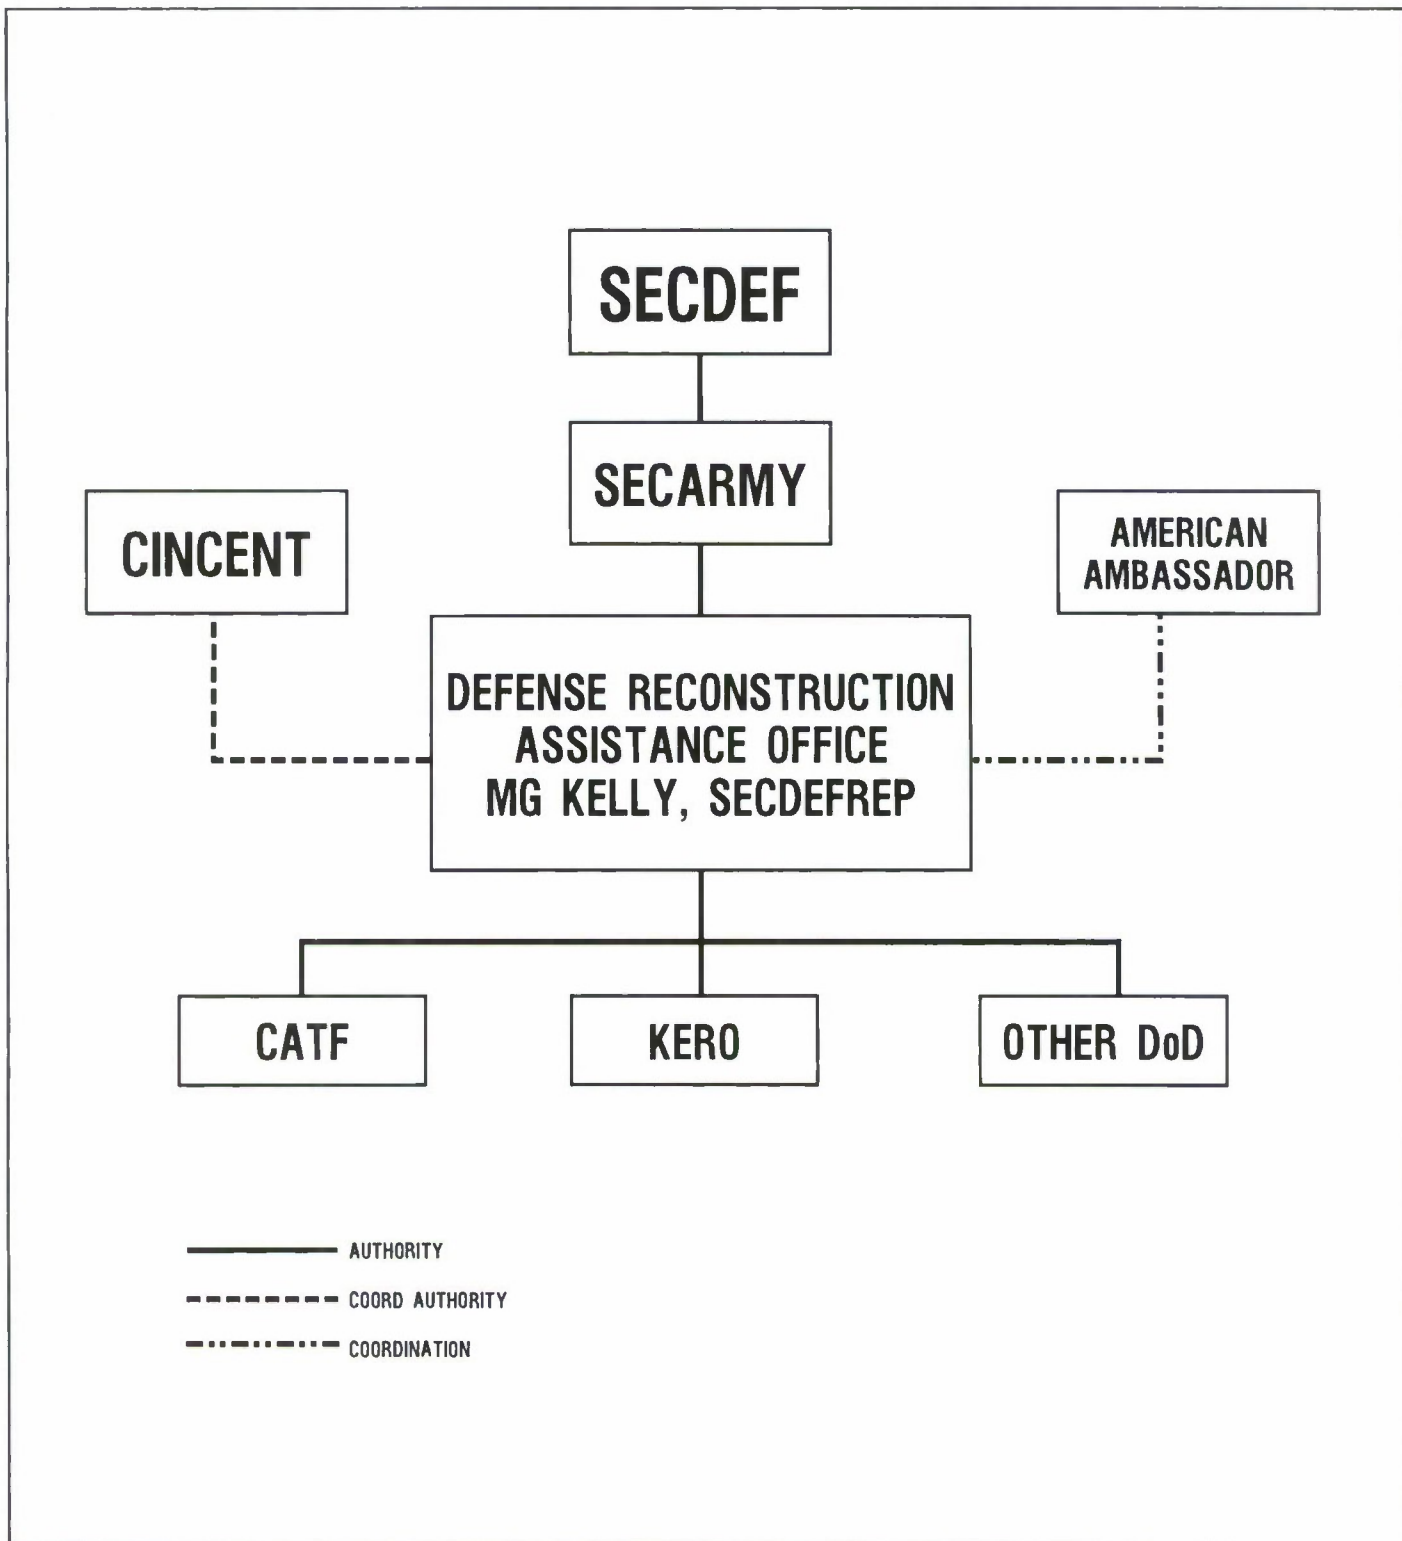 SECDEF
SECARMY
CINCENT
AMERICAN
AMBASSADOR
DEFENSE RECONSTRUCTION
ASSISTANCE OFFICE
MG KELLY, SECDEFREP
CATF
KERO
OTHER DoD
AUTHORITY
COORD AUTHORITY
COORDINATION